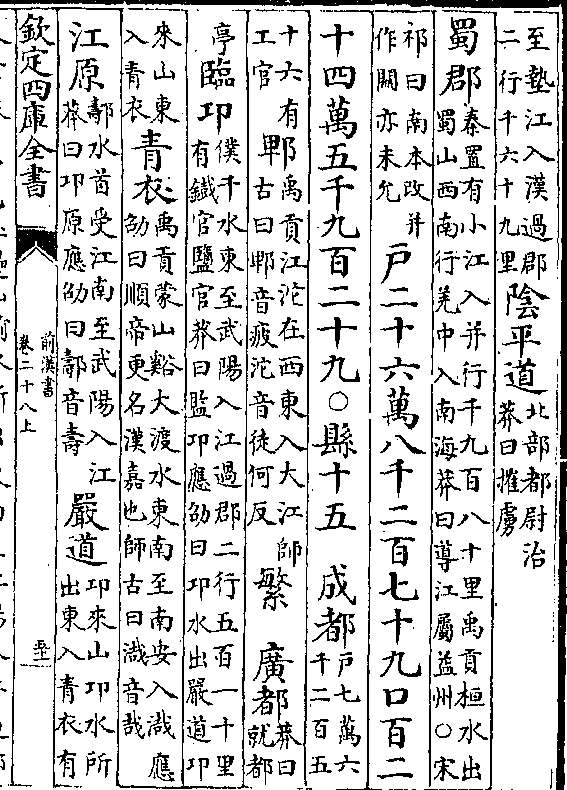 至墊江入漢過郡
二行千六十九里
陰平道
北部都尉治
莽曰摧虜
蜀郡
秦置有小江入并行千九百八十里禹貢桓水出
蜀山西南行羌中入南海莽曰導江屬益州○宋
祁曰南本改并
作關亦未允
戶二十六萬八千二百七十九口百二
十四萬五千九百二十九○縣十五　成都
戶七萬六
千二百五
十六有
工官
郫
禹貢江沱在西東入大江師
古曰郫音疲沱音徒何反
繁　廣都
莽曰
就都
亭
臨邛
僕千水東至武陽入江過郡二行五百一十里
有鐵官鹽官莽曰監邛應劭曰邛水出嚴道邛
來山東
入青衣
青衣
禹貢蒙山谿大渡水東南至南安入渽應
劭曰順帝更名漢嘉也師古曰渽音哉
江原
𨞪水首受江南至武陽入江
莽曰邛原應劭曰𨞪音壽
嚴道
邛來山邛水所
出東入青衣有
欽定四庫全書
前漢書
卷二十八上